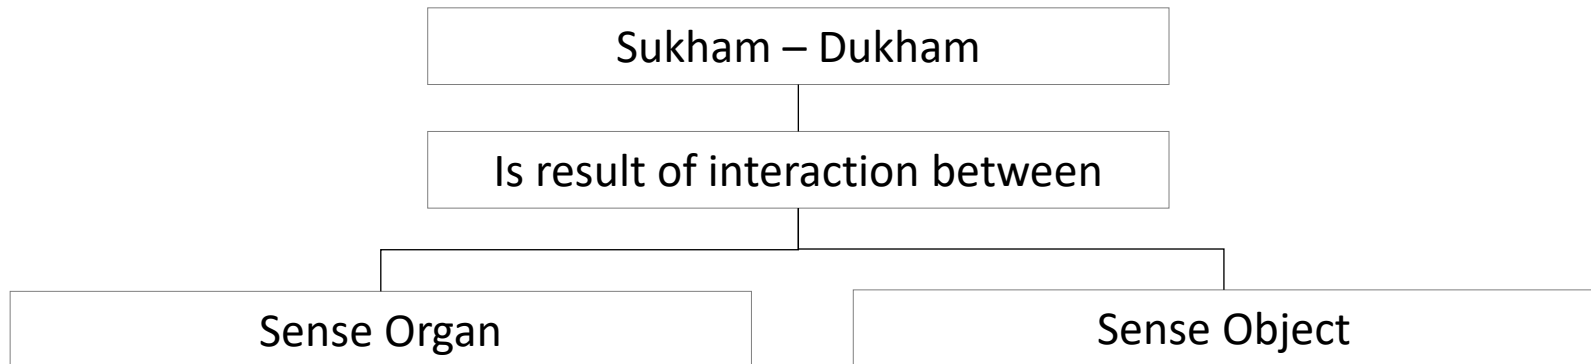 Sukham – Dukham
Is result of interaction between
Sense Organ
Sense Object